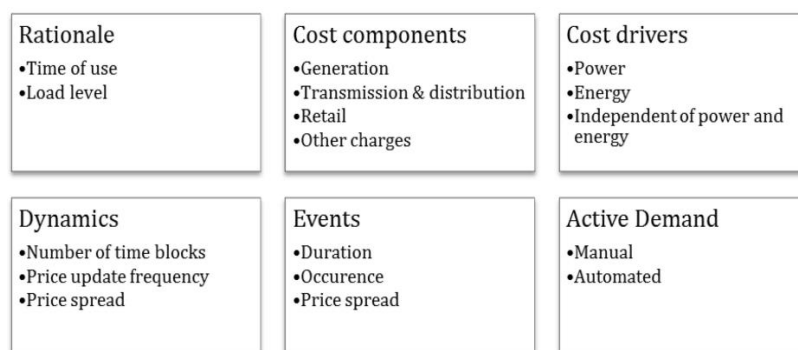 Rationale
•Time of use
•Load level
Cost components
•Generation
•Transmission & distribution
•Retail
•Other charges
Cost drivers
•Power
•Energy
•Independent of power and
energy
Dynamics
•Number of time blocks
•Price update frequency
•Price spread
Events
•Duration
•Occurence
•Price spread
Active Demand
•Manual
•Automated